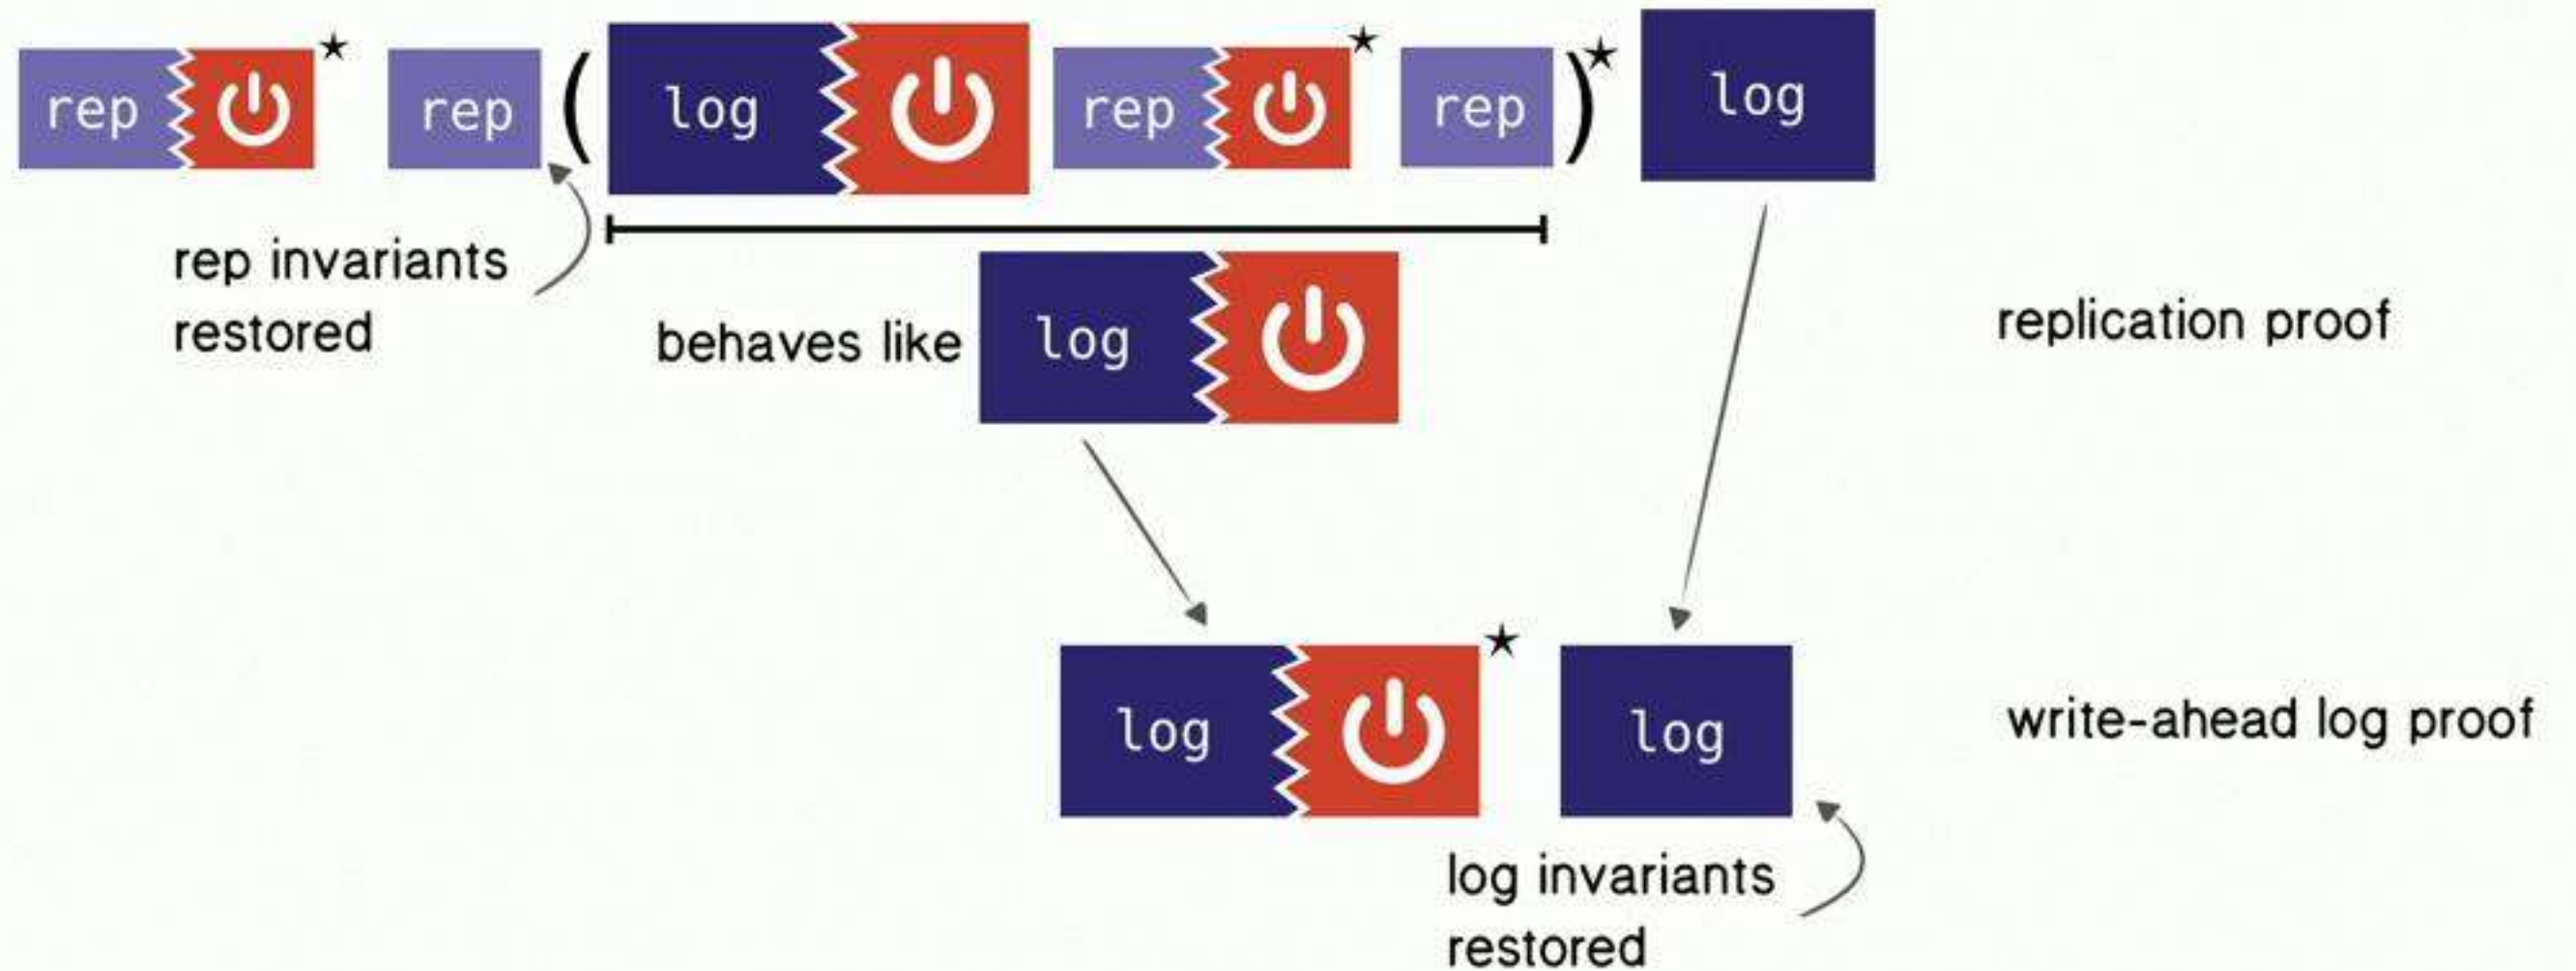 rep ★ rep ( log rep ★ rep )★ log
rep invariants
restored
behaves like log
replication proof
log ★ log
write-ahead log proof
log invariants
restored